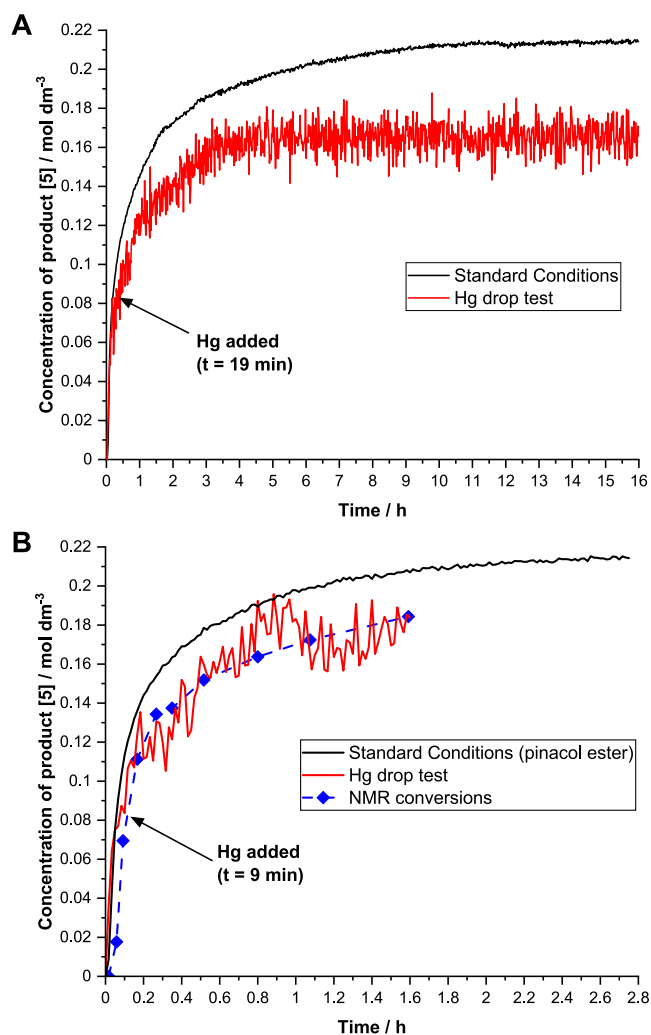 A
Concentration of product [5] / mol dm⁻³
0.22
0.20
0.18
0.16
0.14
0.12
0.10
0.08
0.06
0.04
0.02
0
Standard Conditions
Hg drop test
Hg added
(t = 19 min)
0 1 2 3 4 5 6 7 8 9 10 11 12 13 14 15 16
Time / h
B
Concentration of product [5] / mol dm⁻³
0.22
0.2
0.18
0.16
0.14
0.12
0.1
0.08
0.06
0.04
0.02
0
Standard Conditions (pinacol ester)
Hg drop test
NMR conversions
Hg added
(t = 9 min)
0 0.2 0.4 0.6 0.8 1 1.2 1.4 1.6 1.8 2 2.2 2.4 2.6 2.8
Time / h